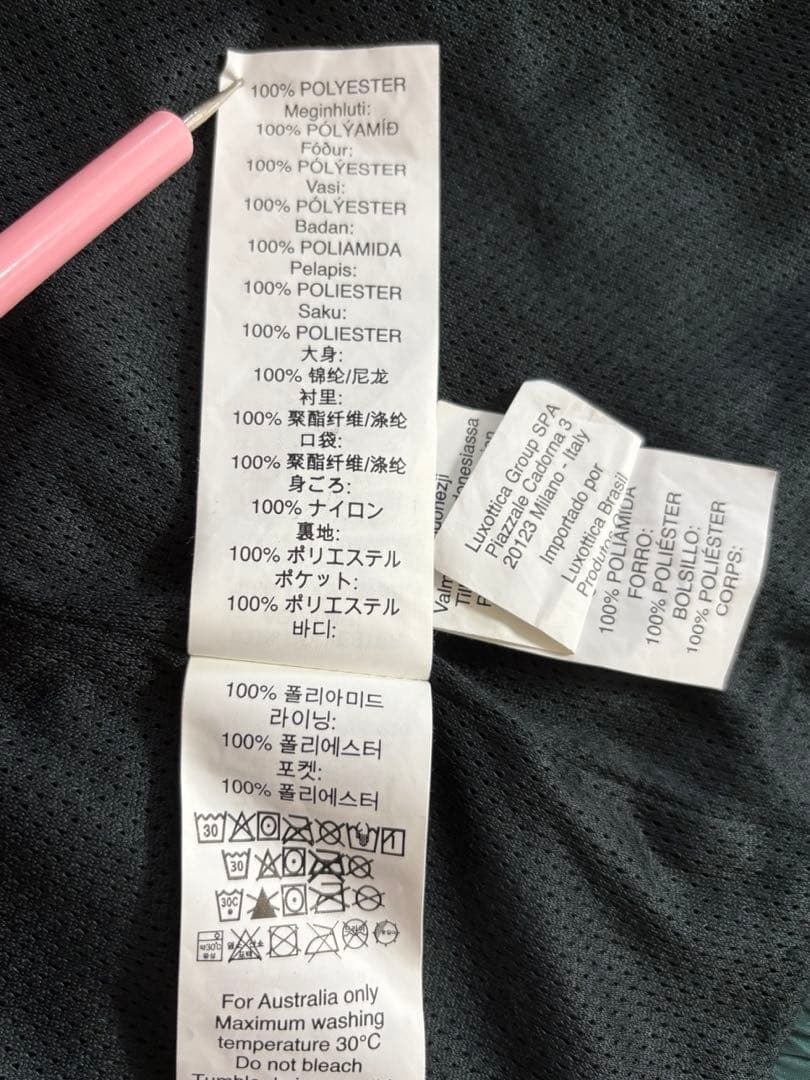 100% POLYESTER
Meginhluti:
100% PÓLÝAMÍÐ
Fóður:
100% PÓLÝESTER
Vasi:
100% PÓLÝESTER
Badan:
100% POLIAMIDA
Pelapis:
100% POLIESTER
Saku:
100% POLIESTER
大身:
100% 锦纶/尼龙
衬里:
100% 聚酯纤维/涤纶
口袋:
100% 聚酯纤维/涤纶
身ごろ:
100% ナイロン
裏地:
100% ポリエステル
ポケット:
100% ポリエステル
바디:
100% 폴리아미드
라이닝:
100% 폴리에스터
포켓:
100% 폴리에스터
30
1
30
30C
For Australia only
Maximum washing
temperature 30°C
Do not bleach
Luxottica Group SPA
Piazzale Cadorna 3
20123 Milano - Italy
Importado por
Luxottica Brasil
100% POLIAMIDA
FORRO:
100% POLIÉSTER
BOLSILLO:
100% POLIÉSTER
CORPS: